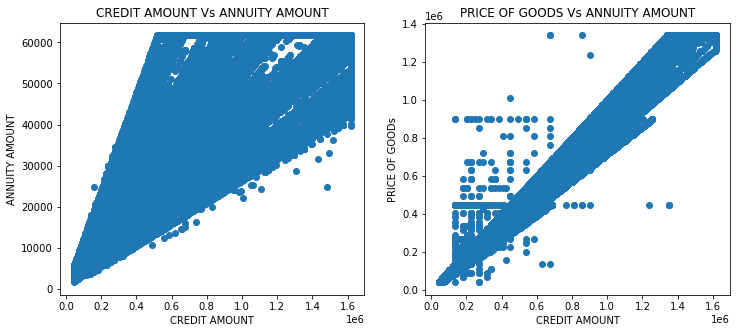 CREDIT AMOUNT Vs ANNUITY AMOUNT
60000
50000
40000
30000
20000
10000
0
ANNUITY AMOUNT
0.0 0.2 0.4 0.6 0.8 1.0 1.2 1.4 1.6
1e6
CREDIT AMOUNT
PRICE OF GOODS Vs ANNUITY AMOUNT
1e6
1.4
1.2
1.0
0.8
0.6
0.4
0.2
0.0
PRICE OF GOODs
0.0 0.2 0.4 0.6 0.8 1.0 1.2 1.4 1.6
1e6
CREDIT AMOUNT